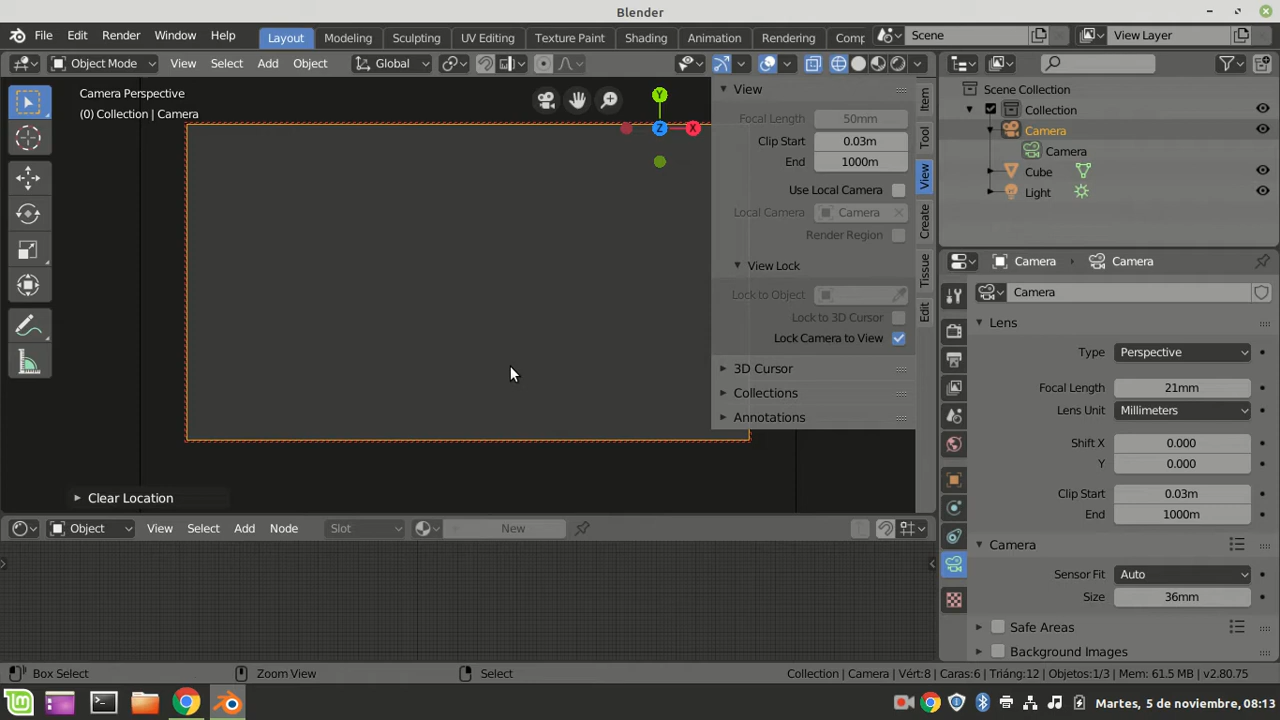 Blender
File Edit Render Window Help Layout Modeling Sculpting UV Editing Texture Paint Shading Animation Rendering Comp Scene View Layer
Object Mode View Select Add Object Global
Camera Perspective
(0) Collection | Camera
Y
Z
X
View
Focal Length 50mm
Clip Start 0.03m
End 1000m
Use Local Camera
Local Camera Camera
Render Region
View Lock
Lock to Object
Lock to 3D Cursor
Lock Camera to View
3D Cursor
Collections
Annotations
Item
Tool
View
Create
Tissue
Edit
Clear Location
Object View Select Add Node Slot New
Scene Collection
Collection
Camera
Camera
Cube
Light
Camera Camera
Camera
Lens
Type Perspective
Focal Length 21mm
Lens Unit Millimeters
Shift X 0.000
Y 0.000
Clip Start 0.03m
End 1000m
Camera
Sensor Fit Auto
Size 36mm
Safe Areas
Background Images
Box Select Zoom View Select Collection | Camera | Vért:8 | Caras:6 | Triáng:12 | Objetos:1/3 | Mem: 61.5 MB | v2.80.75
Martes, 5 de noviembre, 08:13